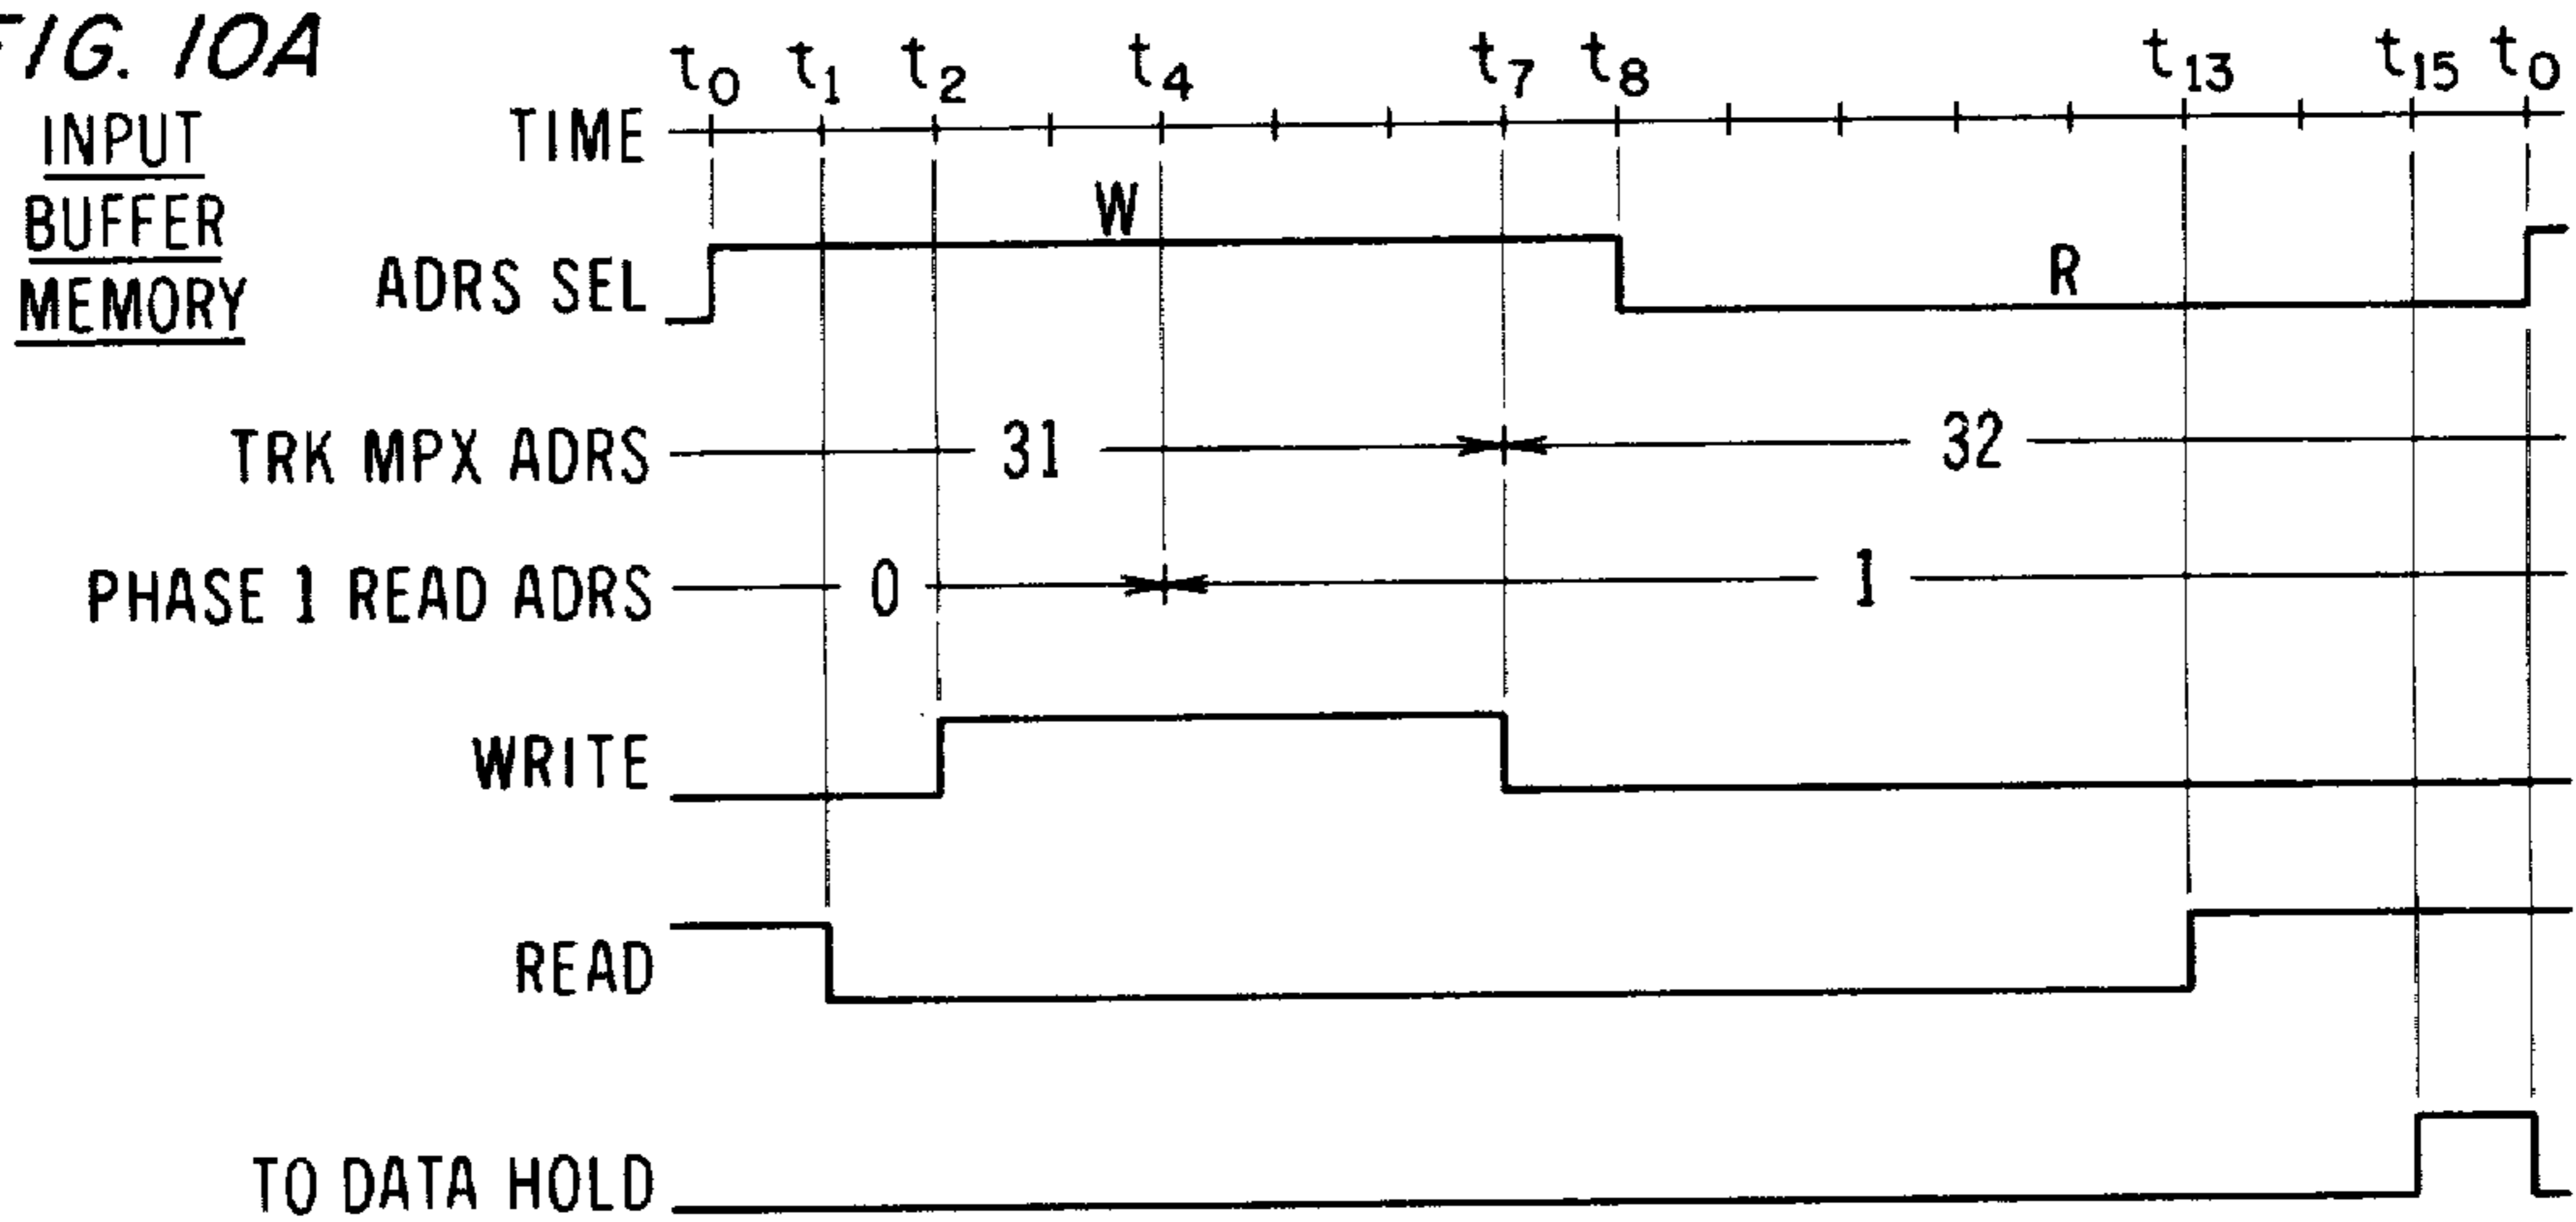 FIG. 10A
INPUT
BUFFER
MEMORY
TIME t0 t1 t2 t4 t7 t8 t13 t15 t0
ADRS SEL W R
TRK MPX ADRS 31 32
PHASE 1 READ ADRS 0 1
WRITE
READ
TO DATA HOLD